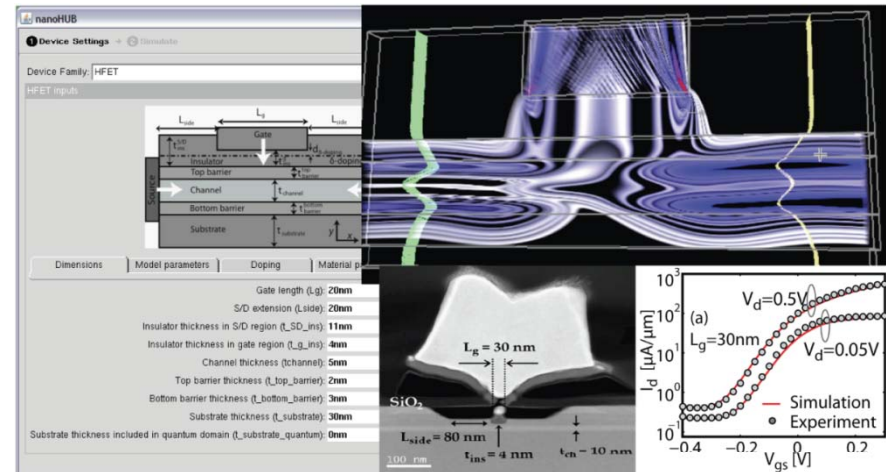 nanoHUB
1 Device Settings → 2 Simulate
Device Family: HFET
HFET inputs
Lside
Lg
Lside
Gate
Insulator
δ-doping
Top barrier
Channel
tchannel
Bottom barrier
Substrate
tsubstrate
Source
y
x
Dimensions
Model parameters
Doping
Gate length (Lg): 20nm
S/D extension (Lside): 20nm
Insulator thickness in S/D region (t_SD_ins): 11nm
Insulator thickness in gate region (t_g_ins): 4nm
Channel thickness (tchannel): 5nm
Top barrier thickness (t_top_barrier): 2nm
Bottom barrier thickness (t_bottom_barrier): 3nm
Substrate thickness (t_substrate): 30nm
Substrate thickness included in quantum domain (t_substrate_quantum): 0nm
Lg = 30 nm
SiO2
Lside = 80 nm
tins = 4 nm
tch = 10 nm
100 nm
10³
10²
10¹
10⁰
10⁻¹
Id [μA/μm]
Vd=0.5V
(a)
Lg=30nm
Vd=0.05V
Simulation
Experiment
−0.4 −0.2 0 0.2
Vgs [V]